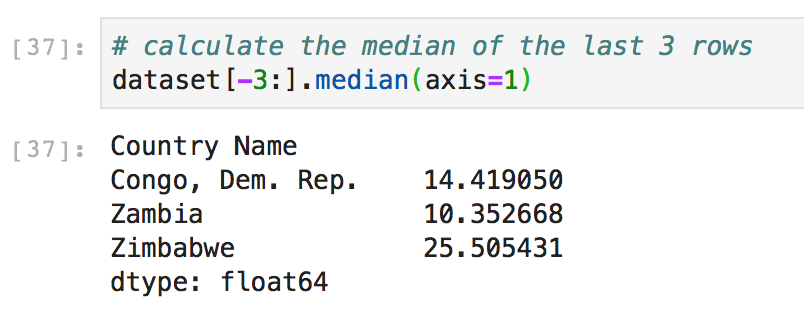 [37]: # calculate the median of the last 3 rows
dataset[-3:].median(axis=1)
[37]: Country Name
Congo, Dem. Rep.    14.419050
Zambia              10.352668
Zimbabwe            25.505431
dtype: float64